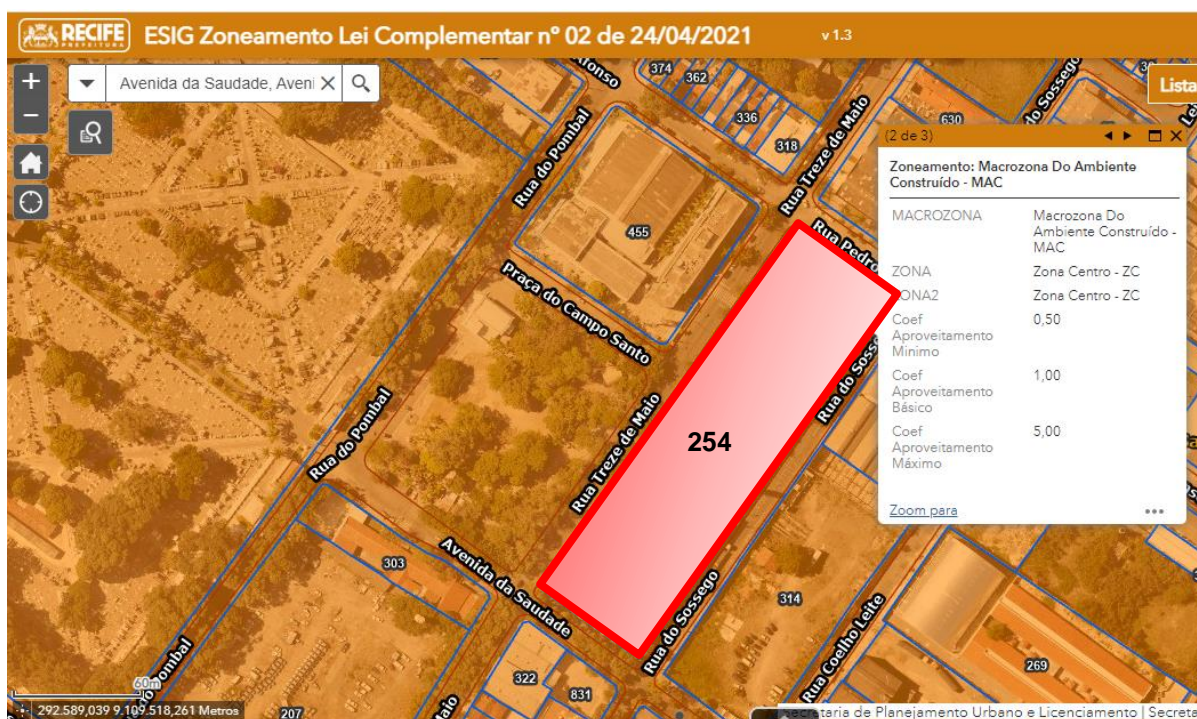 RECIFE
PREFEITURA
ESIG Zoneamento Lei Complementar nº 02 de 24/04/2021
v 1.3
Avenida da Saudade, Aveni
Lista
(2 de 3)
Zoneamento: Macrozona Do Ambiente
Construído - MAC
MACROZONA Macrozona Do
Ambiente Construído -
MAC
ZONA Zona Centro - ZC
ZONA2 Zona Centro - ZC
Coef 0,50
Aproveitamento
Minimo
Coef 1,00
Aproveitamento
Básico
Coef 5,00
Aproveitamento
Máximo
Zoom para
374
362
336
318
630
Rua do Pombal
Rua Treze de Maio
do Sossego
455
Rua Pedro
Praça do Campo Santo
Rua do Sosse
Rua Treze de Maio
254
Rua do Pombal
303
Avenida da Saudade
Rua do Sossego
314
Rua Coelho Leite
269
322
831
207
do Pombal
Maio
60m
292.589,039 9.109.518,261 Metros
Secretaria de Planejamento Urbano e Licenciamento | Secreta